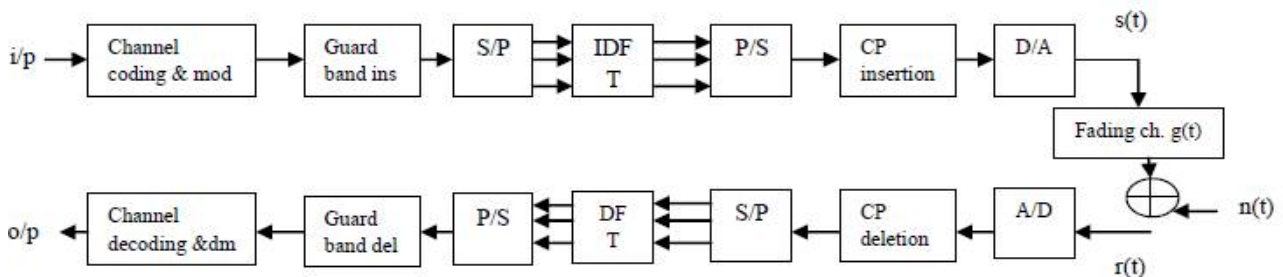 i/p
Channel
coding & mod
Guard
band ins
S/P
IDF
T
P/S
CP
insertion
D/A
s(t)
Fading ch. g(t)
n(t)
r(t)
A/D
CP
deletion
S/P
DF
T
P/S
Guard
band del
Channel
decoding &dm
o/p